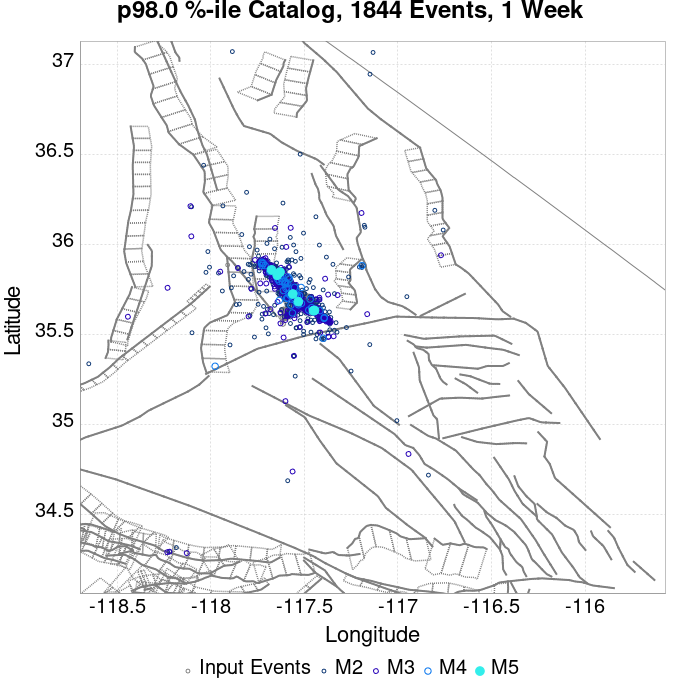 p98.0 %-ile Catalog, 1844 Events, 1 Week
37
36.5
36
35.5
35
34.5
Latitude
-118.5 -118 -117.5 -117 -116.5 -116
Longitude
Input Events M2 M3 M4 M5